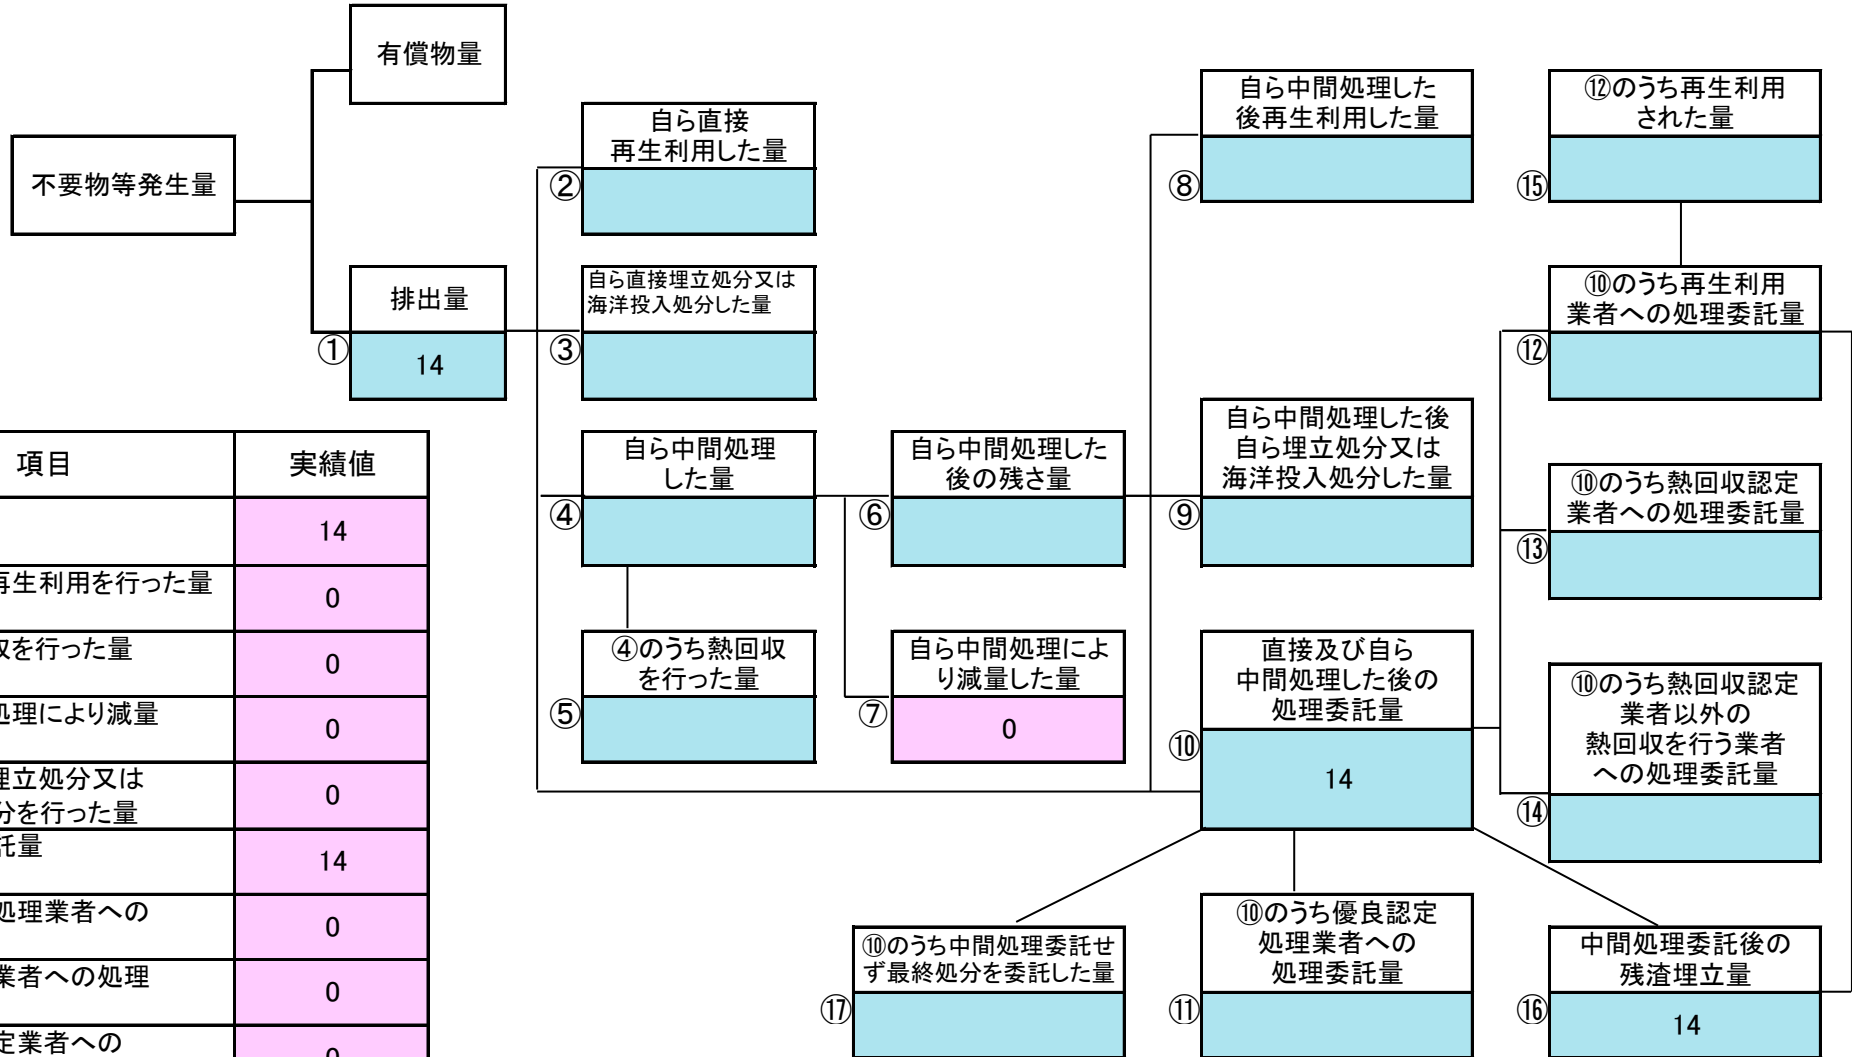 有償物量
不要物等発生量
排出量
①
14
自ら直接
再生利用した量
②
自ら直接埋立処分又は
海洋投入処分した量
③
自ら中間処理
した量
④
④のうち熱回収
を行った量
⑤
自ら中間処理した
後の残さ量
⑥
自ら中間処理によ
り減量した量
⑦
0
自ら中間処理した
後再生利用した量
⑧
自ら中間処理した後
自ら埋立処分又は
海洋投入処分した量
⑨
直接及び自ら
中間処理した後の
処理委託量
⑩
14
⑫のうち再生利用
された量
⑮
⑩のうち再生利用
業者への処理委託量
⑫
⑩のうち熱回収認定
業者への処理委託量
⑬
⑩のうち熱回収認定
業者以外の
熱回収を行う業者
への処理委託量
⑭
⑩のうち中間処理委託せ
ず最終処分を委託した量
⑰
⑩のうち優良認定
処理業者への
処理委託量
⑪
中間処理委託後の
残渣埋立量
⑯
14
項目
実績値
14
再生利用を行った量
0
を行った量
0
処理により減量
0
埋立処分又は
分を行った量
0
託量
14
処理業者への
0
業者への処理
0
定業者への